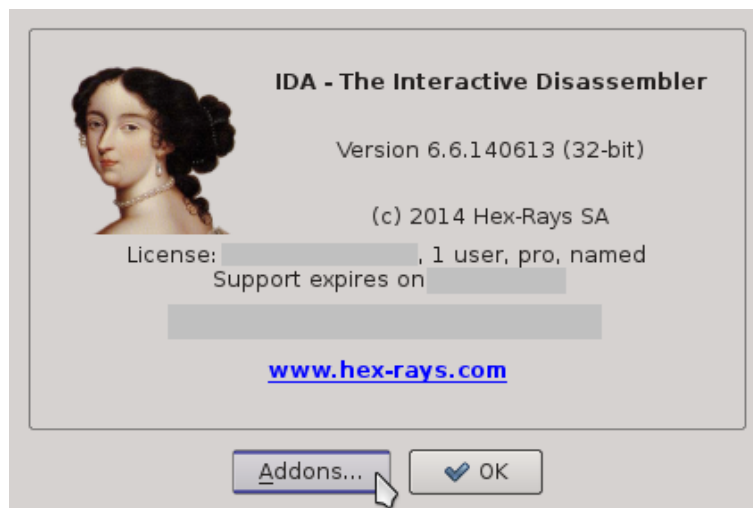 IDA - The Interactive Disassembler
Version 6.6.140613 (32-bit)
(c) 2014 Hex-Rays SA
License: , 1 user, pro, named
Support expires on
www.hex-rays.com
Addons...
OK